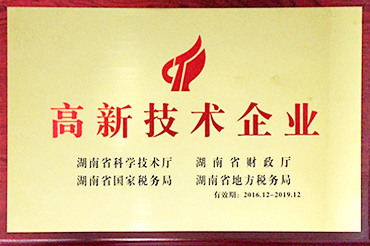 高新技术企业
湖南省科学技术厅 湖南省财政厅
湖南省国家税务局 湖南省地方税务局
有效期：2016.12-2019.12